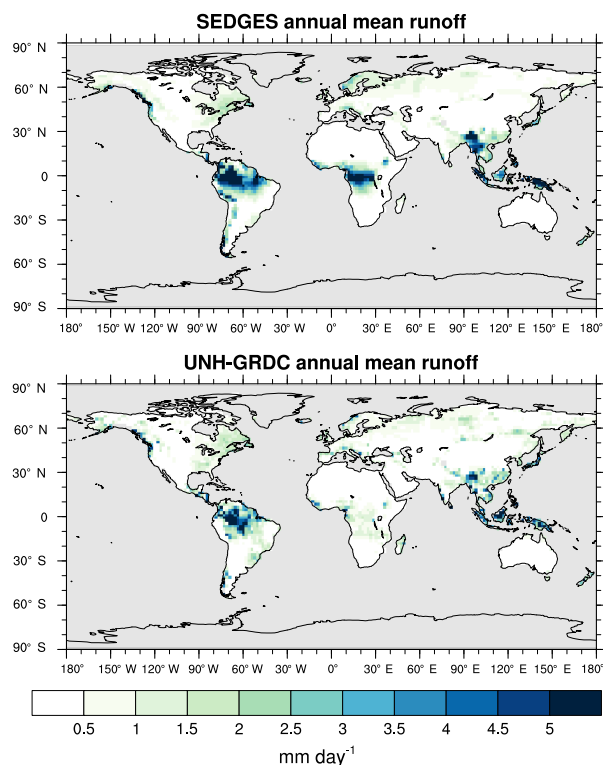 SEDGES annual mean runoff
90° N
60° N
30° N
0
30° S
60° S
90° S
180° 150° W 120° W 90° W 60° W 30° W 0° 30° E 60° E 90° E 120° E 150° E 180°
UNH-GRDC annual mean runoff
90° N
60° N
30° N
0
30° S
60° S
90° S
180° 150° W 120° W 90° W 60° W 30° W 0° 30° E 60° E 90° E 120° E 150° E 180°
0.5 1 1.5 2 2.5 3 3.5 4 4.5 5
mm day⁻¹